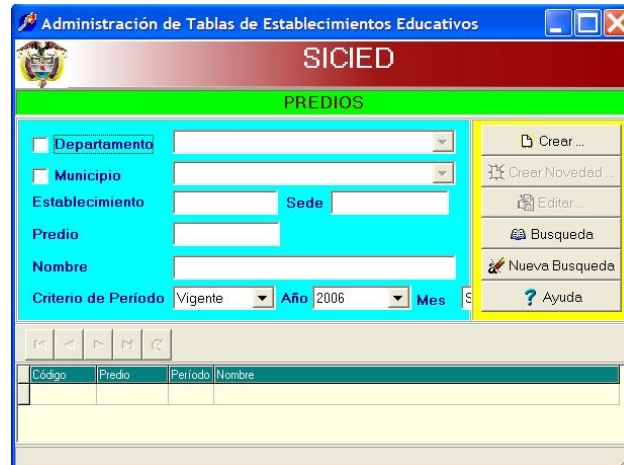 Administración de Tablas de Establecimientos Educativos
SICIED
PREDIOS
Departamento
Crear ...
Municipio
Crear Novedad ...
Establecimiento Sede
Editar ...
Predio
Busqueda
Nombre
Nueva Busqueda
Criterio de Período Vigente Año 2006 Mes
Ayuda
Código Predio Período Nombre